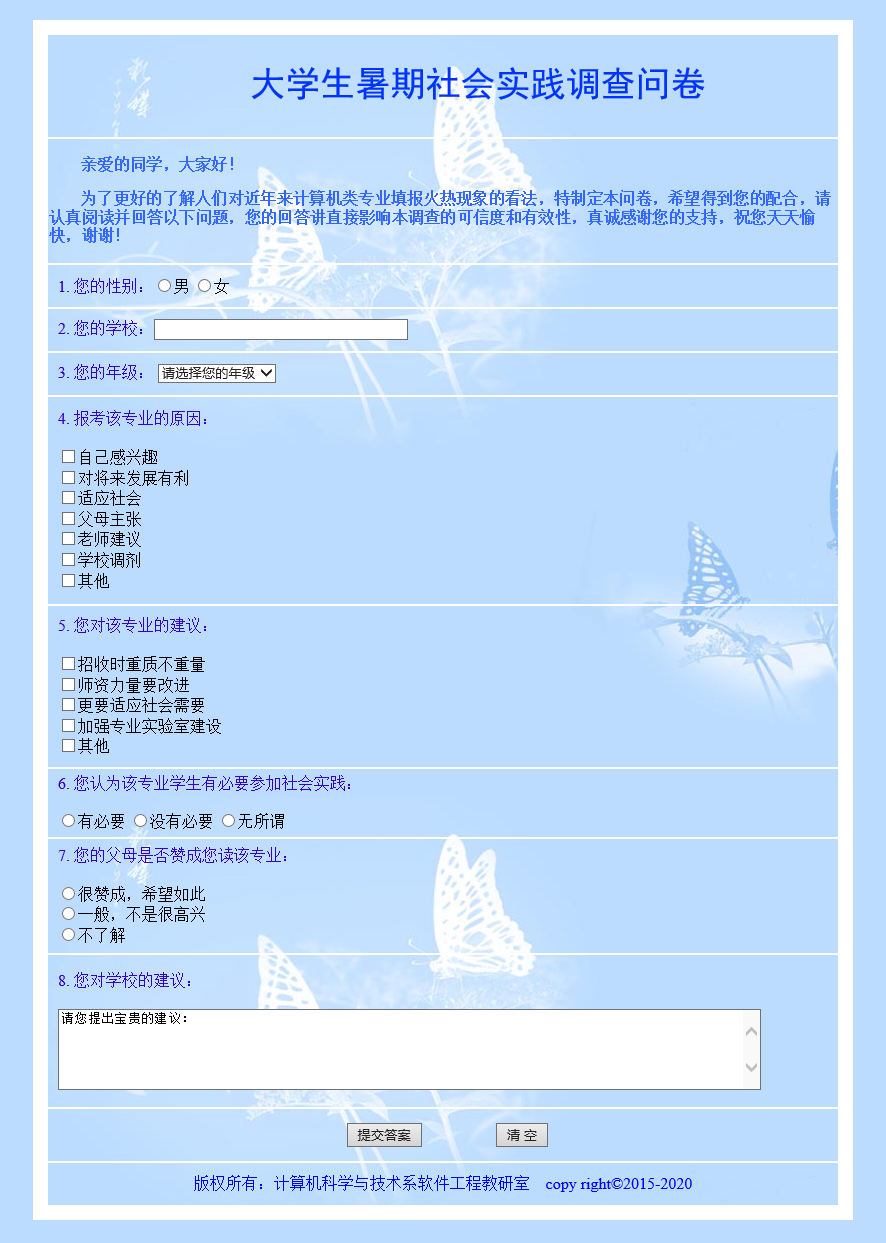 大学生暑期社会实践调查问卷
亲爱的同学，大家好！
为了更好的了解人们对近年来计算机类专业填报火热现象的看法，特制定本问卷，希望得到您的配合，请
认真阅读并回答以下问题，您的回答讲直接影响本调查的可信度和有效性，真诚感谢您的支持，祝您天天愉
快，谢谢！
1. 您的性别： 男 女
2. 您的学校：
3. 您的年级： 请选择您的年级
4. 报考该专业的原因：
自己感兴趣
对将来发展有利
适应社会
父母主张
老师建议
学校调剂
其他
5. 您对该专业的建议：
招收时重质不重量
师资力量要改进
更要适应社会需要
加强专业实验室建设
其他
6. 您认为该专业学生有必要参加社会实践：
有必要 没有必要 无所谓
7. 您的父母是否赞成您读该专业：
很赞成，希望如此
一般，不是很高兴
不了解
8. 您对学校的建议：
请您提出宝贵的建议：
提交答案 清 空
版权所有：计算机科学与技术系软件工程教研室 copy right©2015-2020